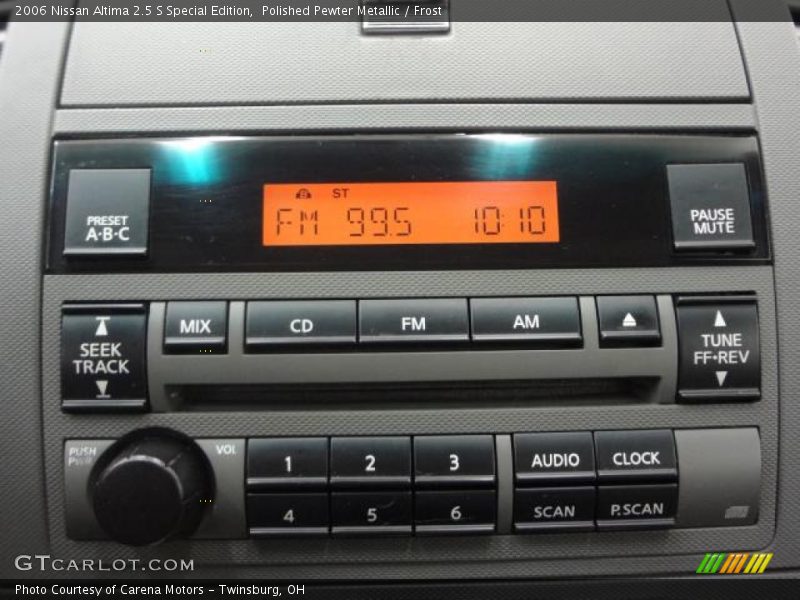 2006 Nissan Altima 2.5 S Special Edition, Polished Pewter Metallic / Frost
ST
FM 99.5 10:10
PRESET
A·B·C
PAUSE
MUTE
SEEK
TRACK
MIX
CD
FM
AM
TUNE
FF·REV
PUSH
PWR
VOL
1
2
3
AUDIO
CLOCK
4
5
6
SCAN
P.SCAN
GTCARLOT.COM
Photo Courtesy of Carena Motors - Twinsburg, OH